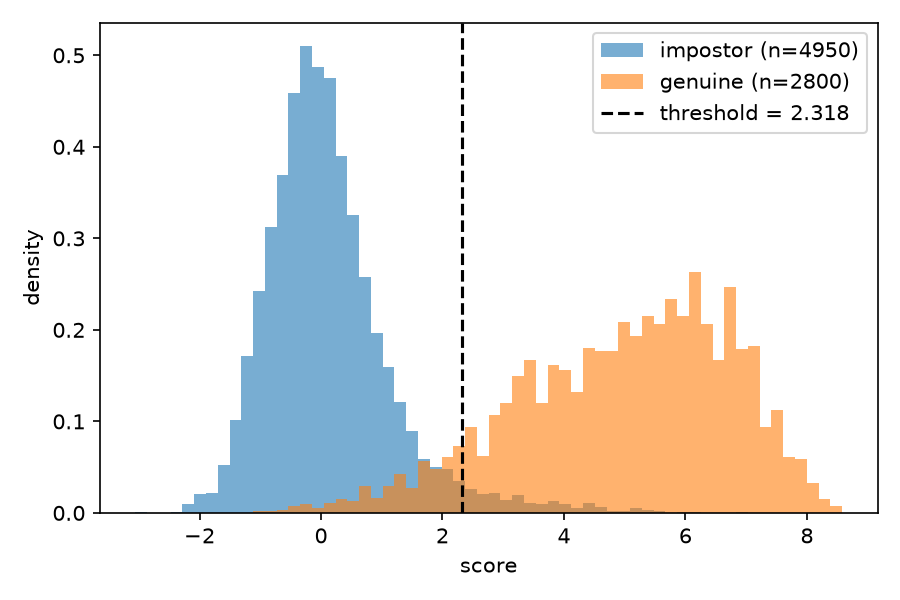 impostor (n=4950)
genuine (n=2800)
threshold = 2.318
density
0.5
0.4
0.3
0.2
0.1
0.0
−2 0 2 4 6 8
score